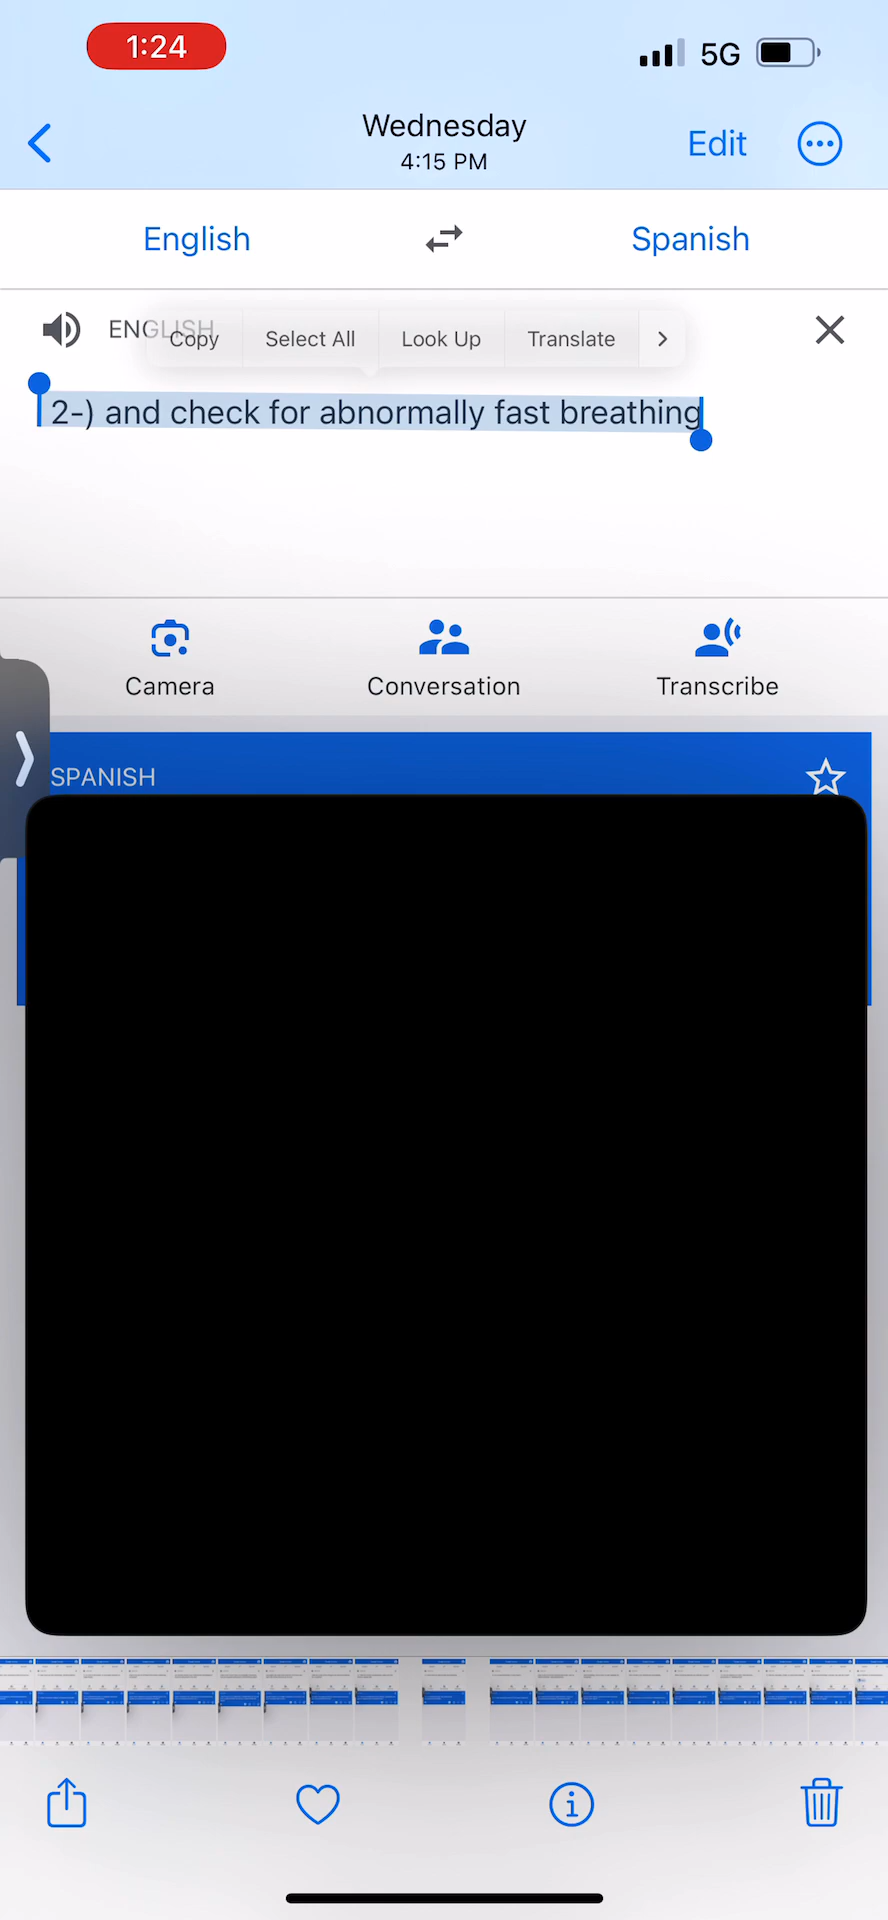 1:24
5G
Wednesday
4:15 PM
Edit
English
Spanish
ENGLISH
Copy
Select All
Look Up
Translate
2-) and check for abnormally fast breathing
Camera
Conversation
Transcribe
SPANISH